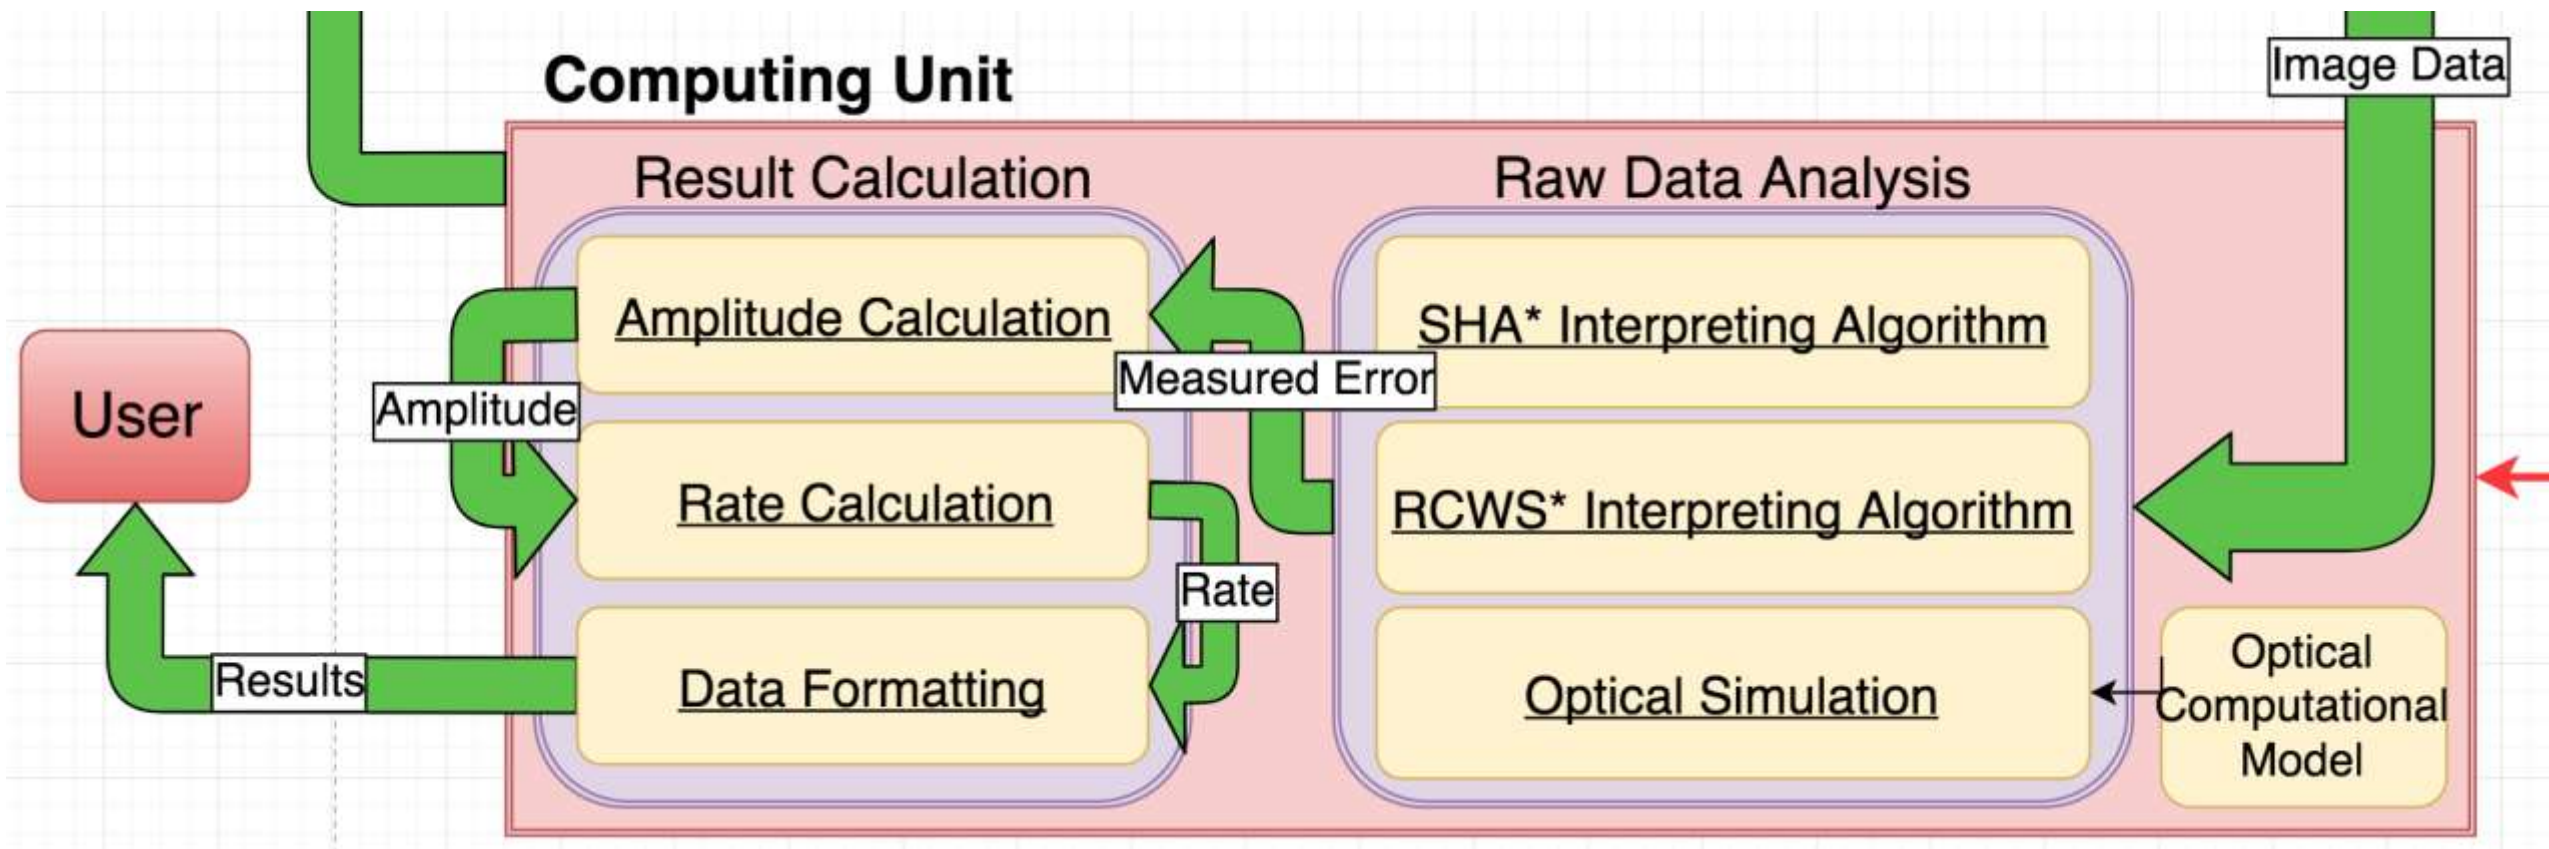 Image Data
Computing Unit
Result Calculation
Raw Data Analysis
Amplitude Calculation
SHA* Interpreting Algorithm
Measured Error
User
Amplitude
Rate Calculation
RCWS* Interpreting Algorithm
Rate
Results
Data Formatting
Optical Simulation
Optical
Computational
Model